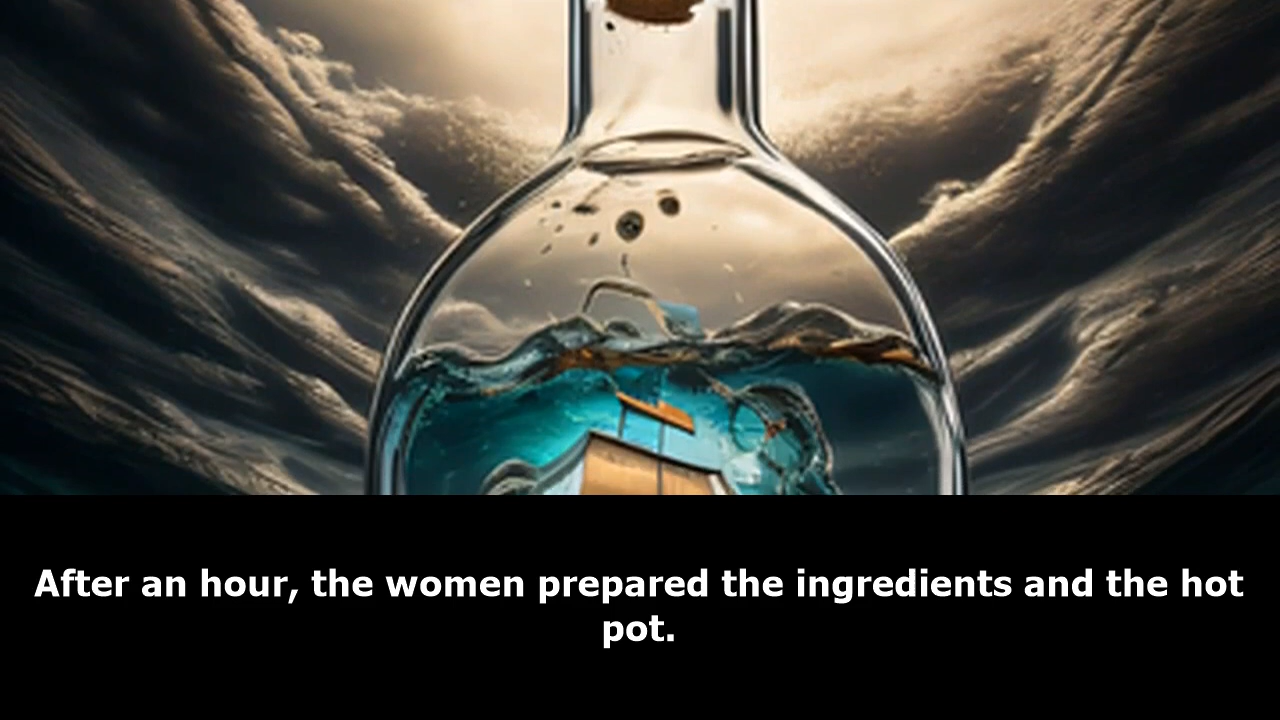 After an hour, the women prepared the ingredients and the hot
pot.